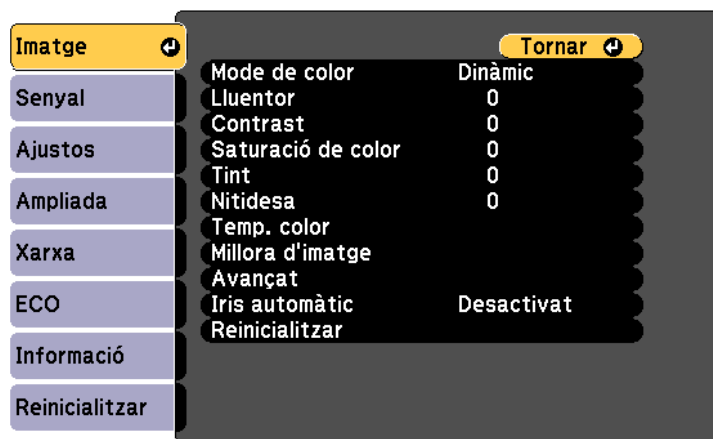 Imatge
Senyal
Ajustos
Ampliada
Xarxa
ECO
Informació
Reinicialitzar
Tornar
Mode de color Dinàmic
Lluentor 0
Contrast 0
Saturació de color 0
Tint 0
Nitidesa 0
Temp. color
Millora d'imatge
Avançat
Iris automàtic Desactivat
Reinicialitzar